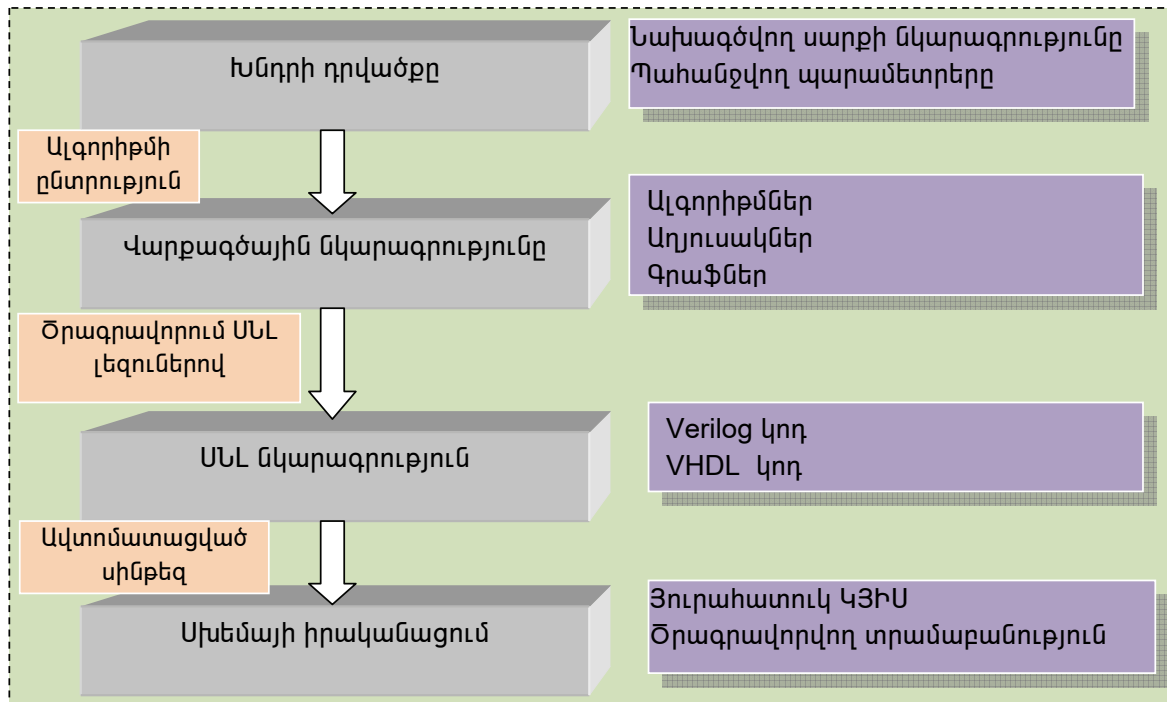 Խնդրի դրվածքը
Նախագծվող սարքի նկարագրությունը
Պահանջվող պարամետրերը
Ալգորիթմի
ընտրություն
Վարքագծային նկարագրությունը
Ալգորիթմներ
Աղյուսակներ
Գրաֆներ
Ծրագրավորում ՍՆԼ
լեզուներով
ՍՆԼ նկարագրություն
Verilog կոդ
VHDL կոդ
Ավտոմատացված
սինթեզ
Սխեմայի իրականացում
Յուրահատուկ ԿՅԻՍ
Ծրագրավորվող տրամաբանություն